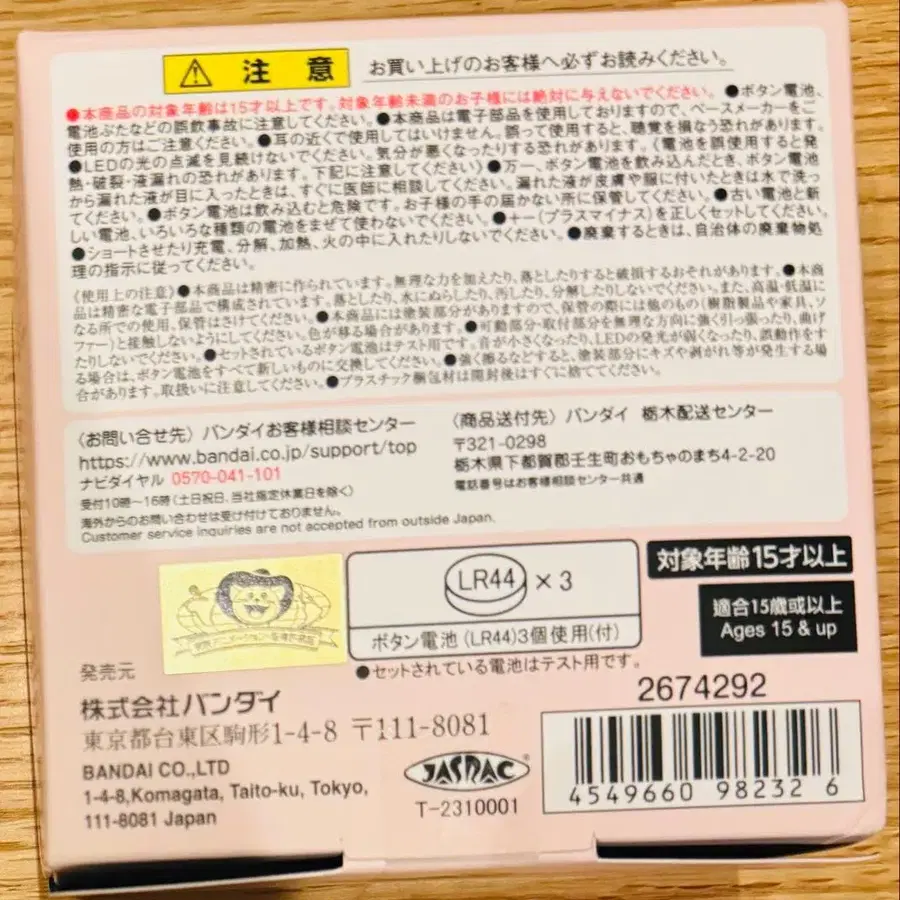 ⚠ 注意 お買い上げのお客様へ必ずお読みください。
●本商品の対象年齢は15才以上です。対象年齢未満のお子様には絶対に与えないでください。●ボタン電池、
電池ぶたなどの誤飲事故に注意してください。●本商品は電子部品を使用しておりますので、ペースメーカーをご
使用の方はご注意ください。●耳の近くで使用してはいけません。誤って使用すると、聴覚を損なう恐れがあります。
●LEDの光の点滅を見続けないでください。気分が悪くなったりする恐れがあります。〈電池を誤使用すると発
熱・破裂・液漏れの恐れがあります。下記に注意してください〉●万一、ボタン電池を飲み込んだとき、ボタン電池
から漏れた液が目に入ったときは、すぐに医師に相談してください。漏れた液が皮膚や服に付いたときは水で洗っ
てください。●ボタン電池は飲み込むと危険です。お子様の手の届かない所に保管してください。●古い電池と新
しい電池、いろいろな種類の電池をまぜて使わないでください。●+−(プラスマイナス)を正しくセットしてください。
●ショートさせたり充電、分解、加熱、火の中に入れたりしないでください。●廃棄するときは、自治体の廃棄物処
理の指示に従ってください。
〈使用上の注意〉●本商品は精密に作られています。無理な力を加えたり、落としたりすると破損するおそれがあります。●本商
品は精密な電子部品で構成されています。落としたり、水にぬらしたり、汚したり、分解したりしないでください。また、高温・低温に
なる所での使用、保管はさけてください。●本商品には塗装部分がありますので、保管の際には他のもの(樹脂製品や家具、ソ
ファー)と接触しないようにしてください。色が移る場合があります。●可動部分・取付部分を無理な方向に強く引っ張ったり、曲げ
たりしないでください。●セットされているボタン電池はテスト用です。音が小さくなったり、LEDの発光が弱くなったり、誤動作をす
る場合は、ボタン電池をすべて新しいものに交換してください。●強く擦るなどすると、塗装部分にキズや剥がれ等が発生する場
合があります。取扱いに注意してください。●プラスチック梱包材は開封後はすぐに捨ててください。
〈お問い合せ先〉バンダイお客様相談センター
https://www.bandai.co.jp/support/top
ナビダイヤル 0570-041-101
受付10時～16時(土日祝日、当社指定休業日を除く)
海外からのお問い合わせは受け付けておりません。
Customer service inquiries are not accepted from outside Japan.
〈商品送付先〉バンダイ 栃木配送センター
〒321-0298
栃木県下都賀郡壬生町おもちゃのまち4-2-20
電話番号はお客様相談センター共通
LR44 ×3
ボタン電池(LR44)3個使用(付)
●セットされている電池はテスト用です。
対象年齢15才以上
適合15歳或以上
Ages 15 & up
発売元
株式会社バンダイ
東京都台東区駒形1-4-8 〒111-8081
BANDAI CO.,LTD
1-4-8,Komagata, Taito-ku, Tokyo,
111-8081 Japan
JASRAC
T-2310001
2674292
4549660 982326